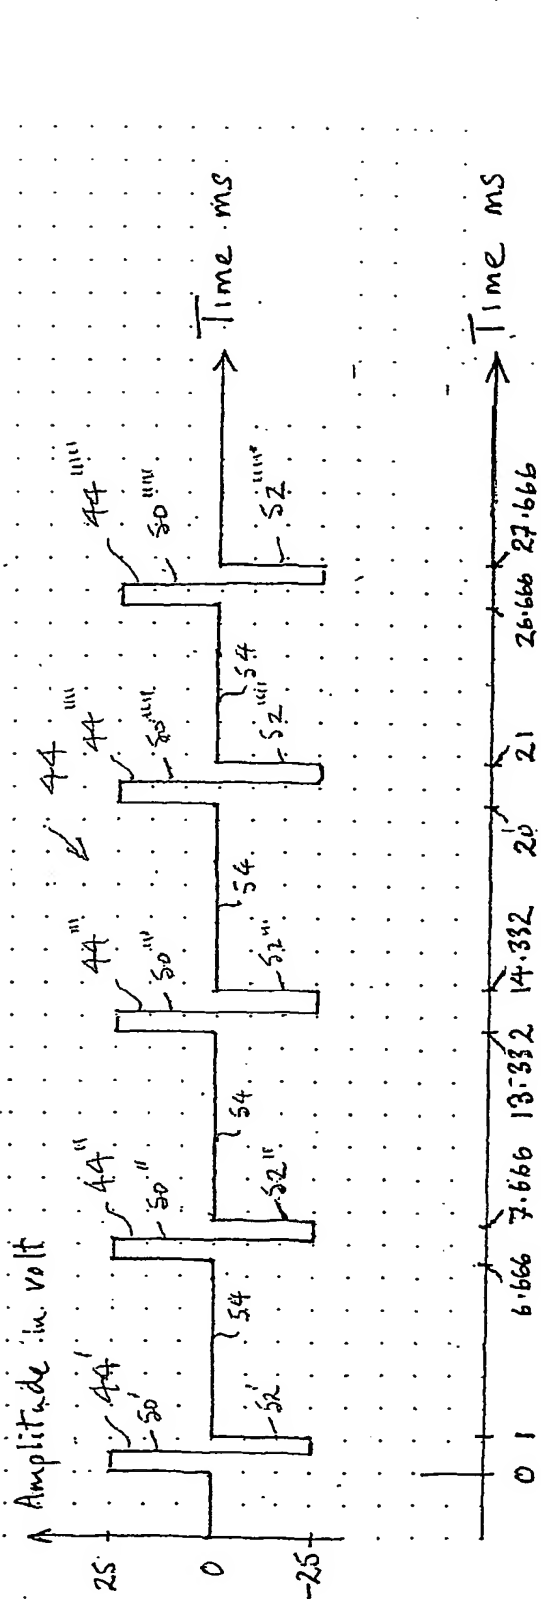 Amplitude in volt
44
44' 44'' 44''' 44'''' 44'''''
50' 50'' 50''' 50'''' 50'''''
25
0
-25
54 54 54 54
52' 52'' 52''' 52'''' 52'''''
Time ms
0 1 6.666 7.666 13.332 14.332 20 21 26.666 27.666
Time ms